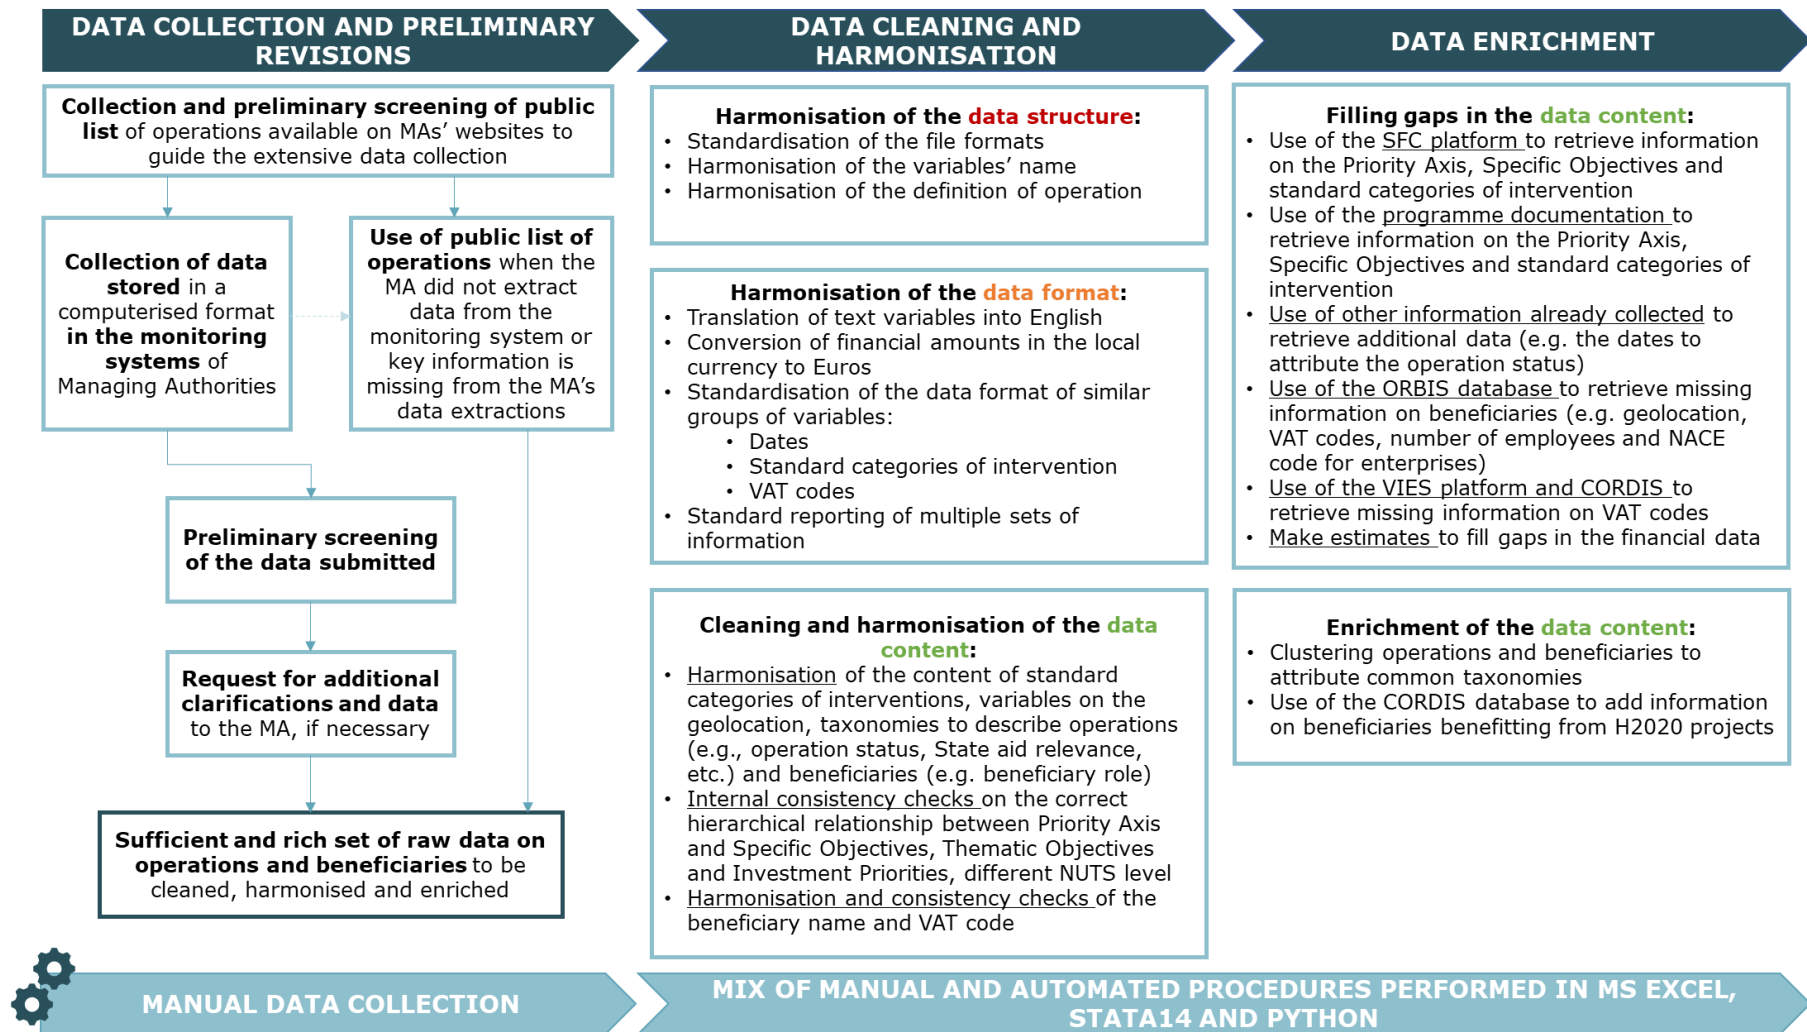 DATA COLLECTION AND PRELIMINARY
REVISIONS
Collection and preliminary screening of public
list of operations available on MAs’ websites to
guide the extensive data collection
Collection of data
stored in a
computerised format
in the monitoring
systems of
Managing Authorities
Use of public list of
operations when the
MA did not extract
data from the
monitoring system or
key information is
missing from the MA’s
data extractions
Preliminary screening
of the data submitted
Request for additional
clarifications and data
to the MA, if necessary
Sufficient and rich set of raw data on
operations and beneficiaries to be
cleaned, harmonised and enriched
DATA CLEANING AND
HARMONISATION
Harmonisation of the data structure:
• Standardisation of the file formats
• Harmonisation of the variables’ name
• Harmonisation of the definition of operation
Harmonisation of the data format:
• Translation of text variables into English
• Conversion of financial amounts in the local
currency to Euros
• Standardisation of the data format of similar
groups of variables:
• Dates
• Standard categories of intervention
• VAT codes
• Standard reporting of multiple sets of
information
Cleaning and harmonisation of the data
content:
• Harmonisation of the content of standard
categories of interventions, variables on the
geolocation, taxonomies to describe operations
(e.g., operation status, State aid relevance,
etc.) and beneficiaries (e.g. beneficiary role)
• Internal consistency checks on the correct
hierarchical relationship between Priority Axis
and Specific Objectives, Thematic Objectives
and Investment Priorities, different NUTS level
• Harmonisation and consistency checks of the
beneficiary name and VAT code
DATA ENRICHMENT
Filling gaps in the data content:
• Use of the SFC platform to retrieve information
on the Priority Axis, Specific Objectives and
standard categories of intervention
• Use of the programme documentation to
retrieve information on the Priority Axis,
Specific Objectives and standard categories of
intervention
• Use of other information already collected to
retrieve additional data (e.g. the dates to
attribute the operation status)
• Use of the ORBIS database to retrieve missing
information on beneficiaries (e.g. geolocation,
VAT codes, number of employees and NACE
code for enterprises)
• Use of the VIES platform and CORDIS to
retrieve missing information on VAT codes
• Make estimates to fill gaps in the financial data
Enrichment of the data content:
• Clustering operations and beneficiaries to
attribute common taxonomies
• Use of the CORDIS database to add information
on beneficiaries benefitting from H2020 projects
MANUAL DATA COLLECTION
MIX OF MANUAL AND AUTOMATED PROCEDURES PERFORMED IN MS EXCEL,
STATA14 AND PYTHON